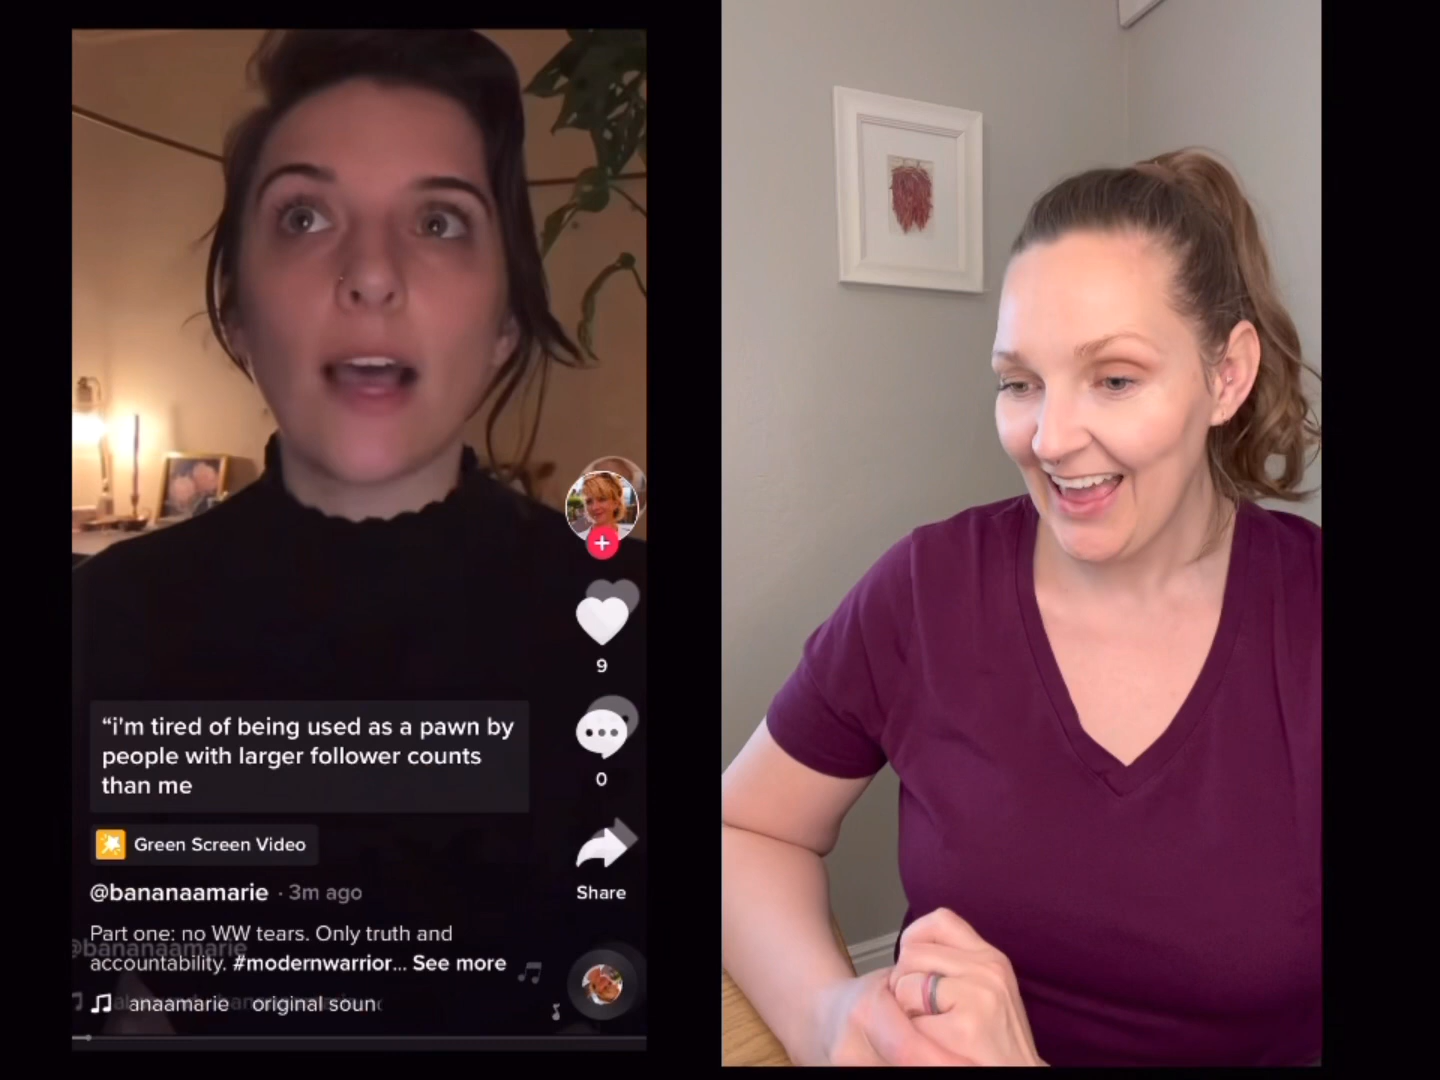 9
“i'm tired of being used as a pawn by
people with larger follower counts
than me
0
Green Screen Video
@bananaamarie · 3m ago
Share
Part one: no WW tears. Only truth and
@bananaamarie
accountability. #modernwarrior... See more
anaamarie original soun